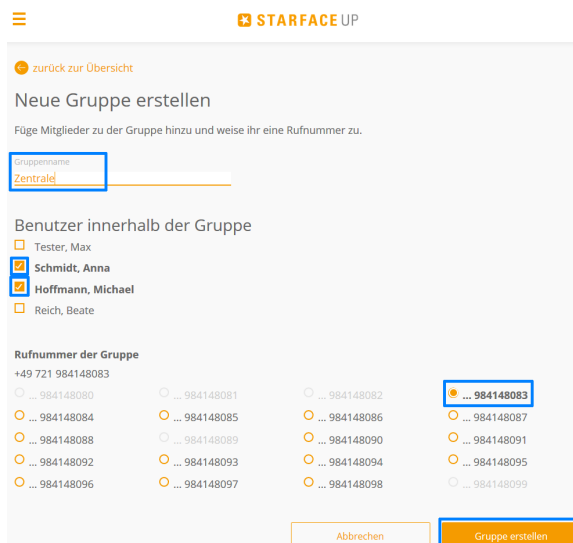 STARFACE UP
zurück zur Übersicht
Neue Gruppe erstellen
Füge Mitglieder zu der Gruppe hinzu und weise ihr eine Rufnummer zu.
Gruppenname
Zentrale
Benutzer innerhalb der Gruppe
Tester, Max
Schmidt, Anna
Hoffmann, Michael
Reich, Beate
Rufnummer der Gruppe
+49 721 984148083
... 984148080 ... 984148081 ... 984148082 ... 984148083
... 984148084 ... 984148085 ... 984148086 ... 984148087
... 984148088 ... 984148089 ... 984148090 ... 984148091
... 984148092 ... 984148093 ... 984148094 ... 984148095
... 984148096 ... 984148097 ... 984148098 ... 984148099
Abbrechen Gruppe erstellen